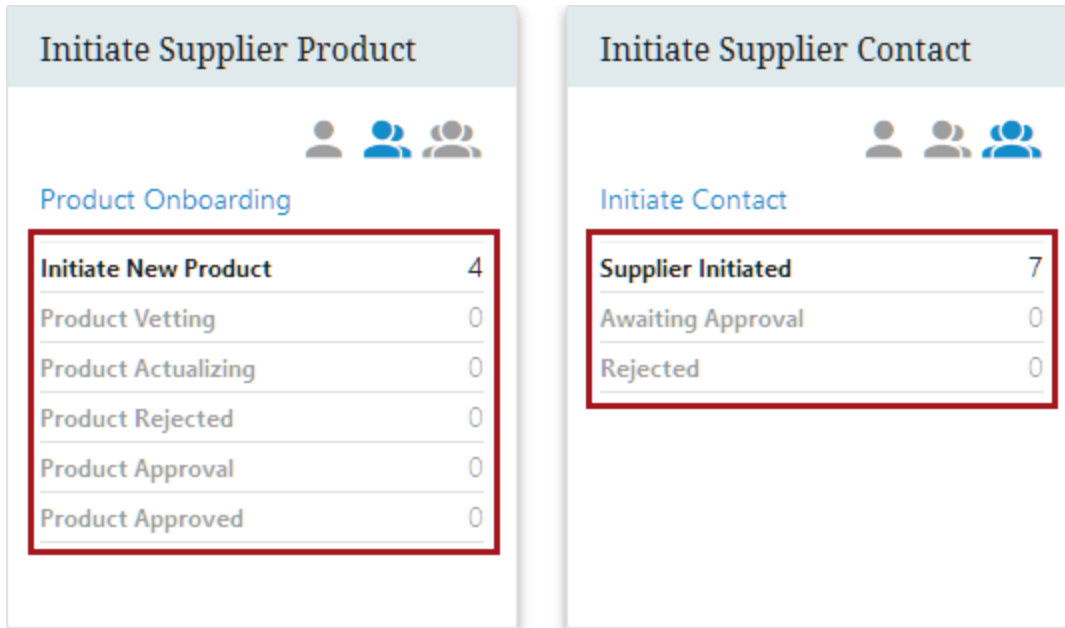 Initiate Supplier Product
Product Onboarding
Initiate New Product 4
Product Vetting 0
Product Actualizing 0
Product Rejected 0
Product Approval 0
Product Approved 0
Initiate Supplier Contact
Initiate Contact
Supplier Initiated 7
Awaiting Approval 0
Rejected 0